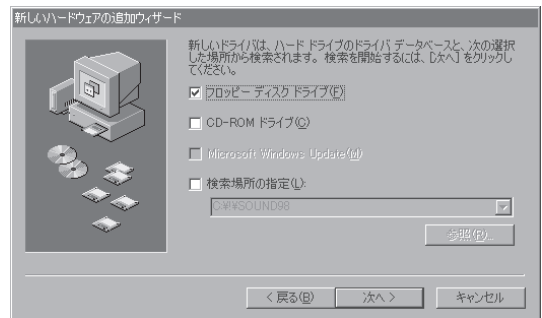 新しいハードウェアの追加ウィザード
新しいドライバは、ハード ドライブのドライバ データベースと、次の選択
した場所から検索されます。検索を開始するには、[次へ] をクリックし
てください。
フロッピー ディスク ドライブ(F)
CD-ROM ドライブ(C)
Microsoft Windows Update(M)
検索場所の指定(L):
C:¥¥SOUND98
参照(R)...
< 戻る(B)
次へ >
キャンセル